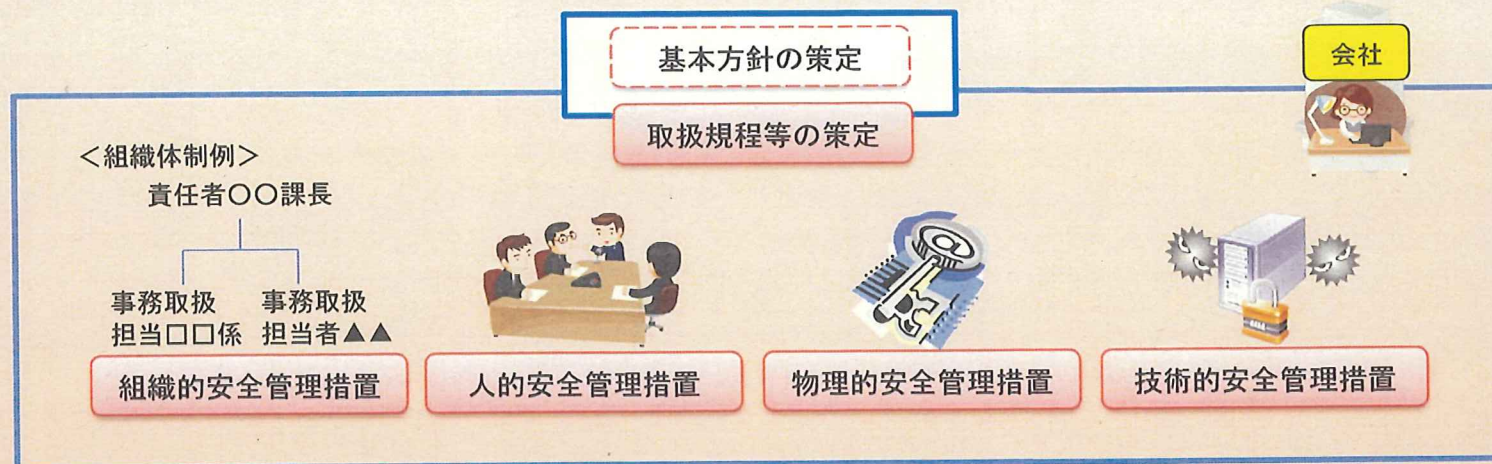 基本方針の策定
会社
取扱規程等の策定
＜組織体制例＞
責任者〇〇課長
事務取扱
担当□□係
事務取扱
担当者▲▲
組織的安全管理措置
人的安全管理措置
物理的安全管理措置
技術的安全管理措置